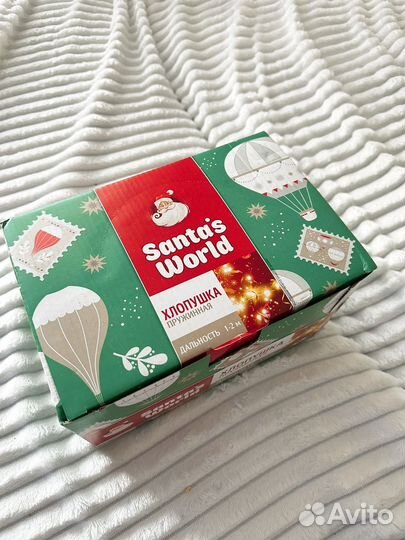 Santa's
World
ХЛОПУШКА
ПРУЖИННАЯ
ДАЛЬНОСТЬ 1-2 м
Santa's World
ХЛОПУШКА
Avito